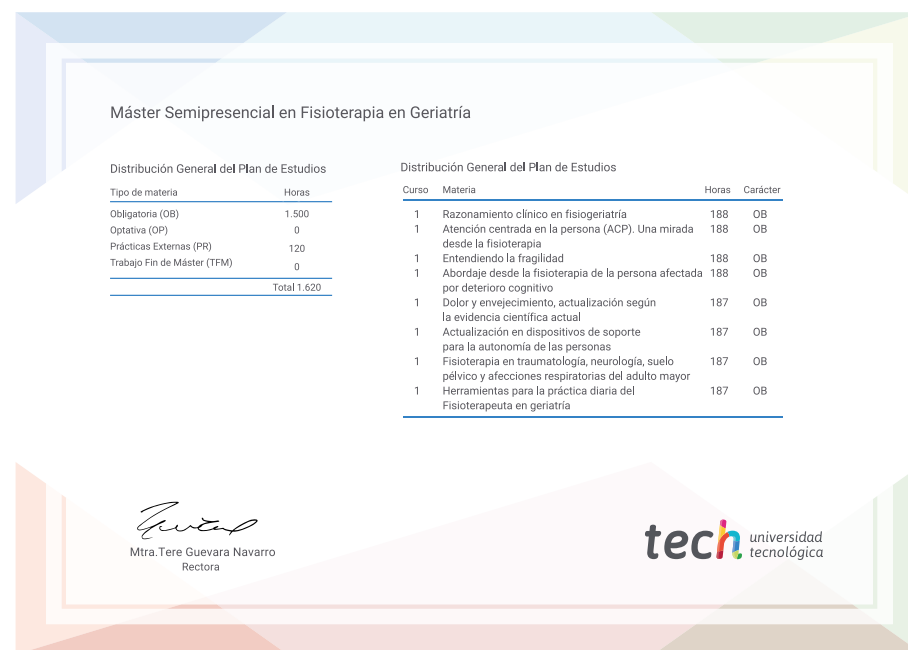 Máster Semipresencial en Fisioterapia en Geriatría
Distribución General del Plan de Estudios
Tipo de materia Horas
Obligatoria (OB) 1.500
Optativa (OP) 0
Prácticas Externas (PR) 120
Trabajo Fin de Máster (TFM) 0
Total 1.620
Distribución General del Plan de Estudios
Curso Materia Horas Carácter
1 Razonamiento clínico en fisiogeriatría 188 OB
1 Atención centrada en la persona (ACP). Una mirada 188 OB
desde la fisioterapia
1 Entendiendo la fragilidad 188 OB
1 Abordaje desde la fisioterapia de la persona afectada 188 OB
por deterioro cognitivo
1 Dolor y envejecimiento, actualización según 187 OB
la evidencia científica actual
1 Actualización en dispositivos de soporte 187 OB
para la autonomía de las personas
1 Fisioterapia en traumatología, neurología, suelo 187 OB
pélvico y afecciones respiratorias del adulto mayor
1 Herramientas para la práctica diaria del 187 OB
Fisioterapeuta en geriatría
Mtra.Tere Guevara Navarro
Rectora
tech universidad
tecnológica